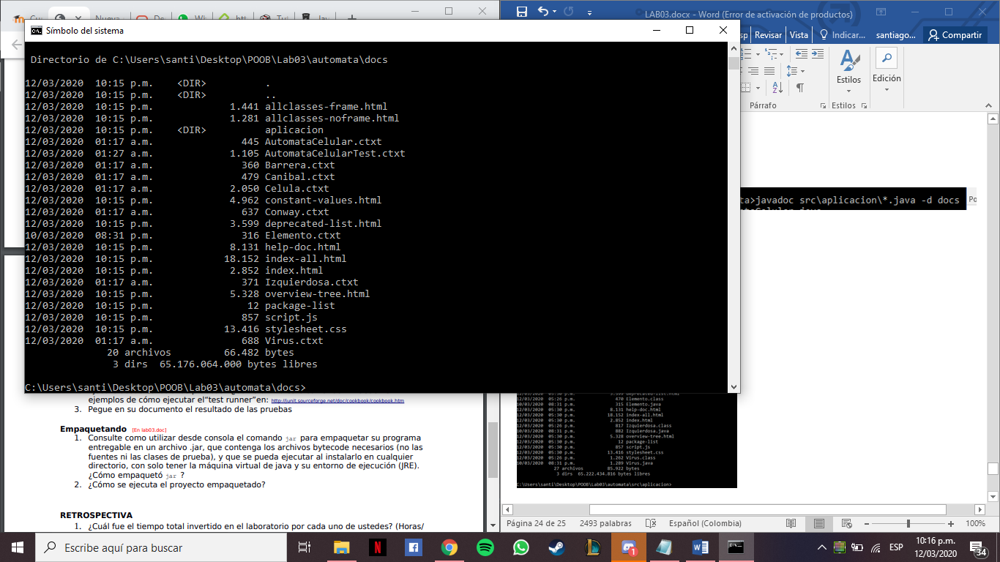 Nueva
LAB03.docx - Word (Error de activación de productos)
Símbolo del sistema
Revisar
Vista
Indicar...
santiago...
Compartir
Estilos
Edición
Párrafo
Estilos
Directorio de C:\Users\santi\Desktop\POOB\Lab03\automata\docs
12/03/2020  10:15 p.m.    <DIR>          .
12/03/2020  10:15 p.m.    <DIR>          ..
12/03/2020  10:15 p.m.             1.441 allclasses-frame.html
12/03/2020  10:15 p.m.             1.281 allclasses-noframe.html
12/03/2020  10:15 p.m.    <DIR>          aplicacion
12/03/2020  01:17 a.m.               445 AutomataCelular.ctxt
12/03/2020  01:27 a.m.             1.105 AutomataCelularTest.ctxt
12/03/2020  01:17 a.m.               360 Barrera.ctxt
12/03/2020  01:17 a.m.               479 Canibal.ctxt
12/03/2020  01:17 a.m.             2.050 Celula.ctxt
12/03/2020  10:15 p.m.             4.962 constant-values.html
12/03/2020  01:17 a.m.               637 Conway.ctxt
12/03/2020  10:15 p.m.             3.599 deprecated-list.html
10/03/2020  08:31 p.m.               316 Elemento.ctxt
12/03/2020  10:15 p.m.             8.131 help-doc.html
12/03/2020  10:15 p.m.            18.152 index-all.html
12/03/2020  10:15 p.m.             2.852 index.html
12/03/2020  01:17 a.m.               371 Izquierdosa.ctxt
12/03/2020  10:15 p.m.             5.328 overview-tree.html
12/03/2020  10:15 p.m.                12 package-list
12/03/2020  10:15 p.m.               857 script.js
12/03/2020  10:15 p.m.            13.416 stylesheet.css
12/03/2020  01:17 a.m.               688 Virus.ctxt
20 archivos         66.482 bytes
3 dirs  65.176.064.000 bytes libres
C:\Users\santi\Desktop\POOB\Lab03\automata\docs>
ta>javadoc src\aplicacion\*.java -d docs
Po
ejemplos de cómo ejecutar el“test runner”en: http://junit.sourceforge.net/doc/cookbook/cookbook.htm
3. Pegue en su documento el resultado de las pruebas
Empaquetando [En lab03.doc]
1. Consulte como utilizar desde consola el comando jar para empaquetar su programa
entregable en un archivo .jar, que contenga los archivos bytecode necesarios (no las
fuentes ni las clases de prueba), y que se pueda ejecutar al instalarlo en cualquier
directorio, con solo tener la máquina virtual de java y su entorno de ejecución (JRE).
¿Cómo empaquetó jar ?
2. ¿Cómo se ejecuta el proyecto empaquetado?
RETROSPECTIVA
1. ¿Cuál fue el tiempo total invertido en el laboratorio por cada uno de ustedes? (Horas/
12/03/2020 05:26 p.m. 470 Elemento.class
10/03/2020 08:31 p.m. 315 Elemento.java
12/03/2020 05:30 p.m. 8.131 help-doc.html
12/03/2020 05:30 p.m. 18.152 index-all.html
12/03/2020 05:30 p.m. 2.852 index.html
12/03/2020 05:26 p.m. 817 Izquierdosa.class
10/03/2020 08:31 p.m. 882 Izquierdosa.java
12/03/2020 05:30 p.m. 5.328 overview-tree.html
12/03/2020 05:30 p.m. 12 package-list
12/03/2020 05:30 p.m. 857 script.js
12/03/2020 05:30 p.m. 13.416 stylesheet.css
12/03/2020 05:26 p.m. 1.262 Virus.class
10/03/2020 08:31 p.m. 1.289 Virus.java
27 archivos 85.922 bytes
3 dirs 65.222.434.816 bytes libres
C:\Users\santi\Desktop\POOB\Lab03\automata\src\aplicacion>
Página 24 de 25
2493 palabras
Español (Colombia)
100%
Escribe aquí para buscar
ESP
10:16 p.m.
12/03/2020
34